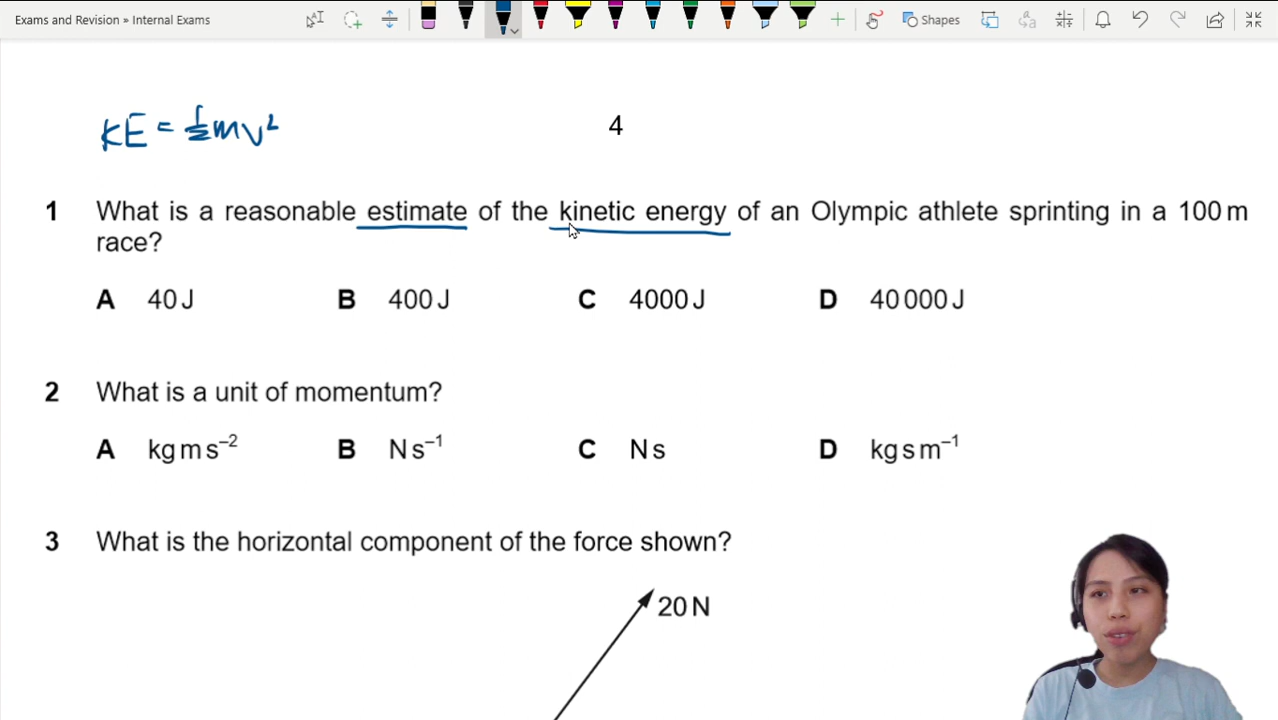 Exams and Revision » Internal Exams
Shapes
KE = ½mv²
4
1 What is a reasonable estimate of the kinetic energy of an Olympic athlete sprinting in a 100 m
race?
A 40 J B 400 J C 4000 J D 40 000 J
2 What is a unit of momentum?
A kg m s⁻² B N s⁻¹ C N s D kg s m⁻¹
3 What is the horizontal component of the force shown?
20 N